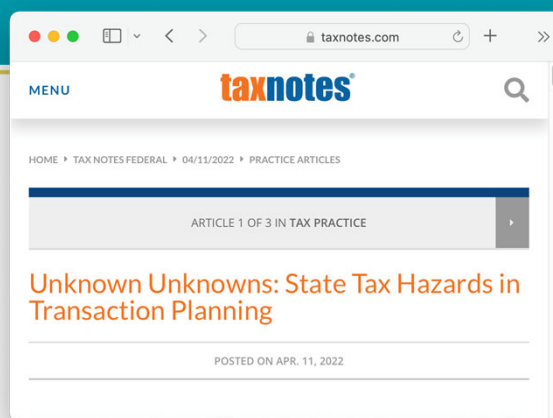 taxnotes.com
MENU
taxnotes®
HOME ▸ TAX NOTES FEDERAL ▸ 04/11/2022 ▸ PRACTICE ARTICLES
ARTICLE 1 OF 3 IN TAX PRACTICE
Unknown Unknowns: State Tax Hazards in
Transaction Planning
POSTED ON APR. 11, 2022